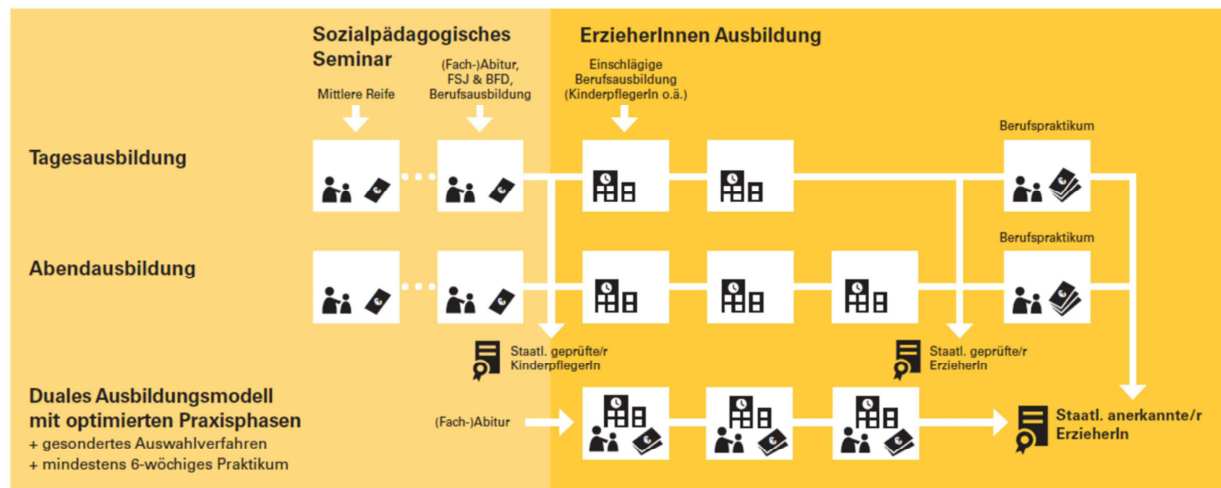 Sozialpädagogisches
Seminar
ErzieherInnen Ausbildung
Mittlere Reife
(Fach-)Abitur,
FSJ & BFD,
Berufsausbildung
Einschlägige
Berufsausbildung
(KinderpflegerIn o.ä.)
Tagesausbildung
Berufspraktikum
€
€
€
Abendausbildung
Berufspraktikum
€
€
€
Staatl. geprüfte/r
KinderpflegerIn
Staatl. geprüfte/r
ErzieherIn
Duales Ausbildungsmodell
mit optimierten Praxisphasen
+ gesondertes Auswahlverfahren
+ mindestens 6-wöchiges Praktikum
(Fach-)Abitur
€
€
€
Staatl. anerkannte/r
ErzieherIn